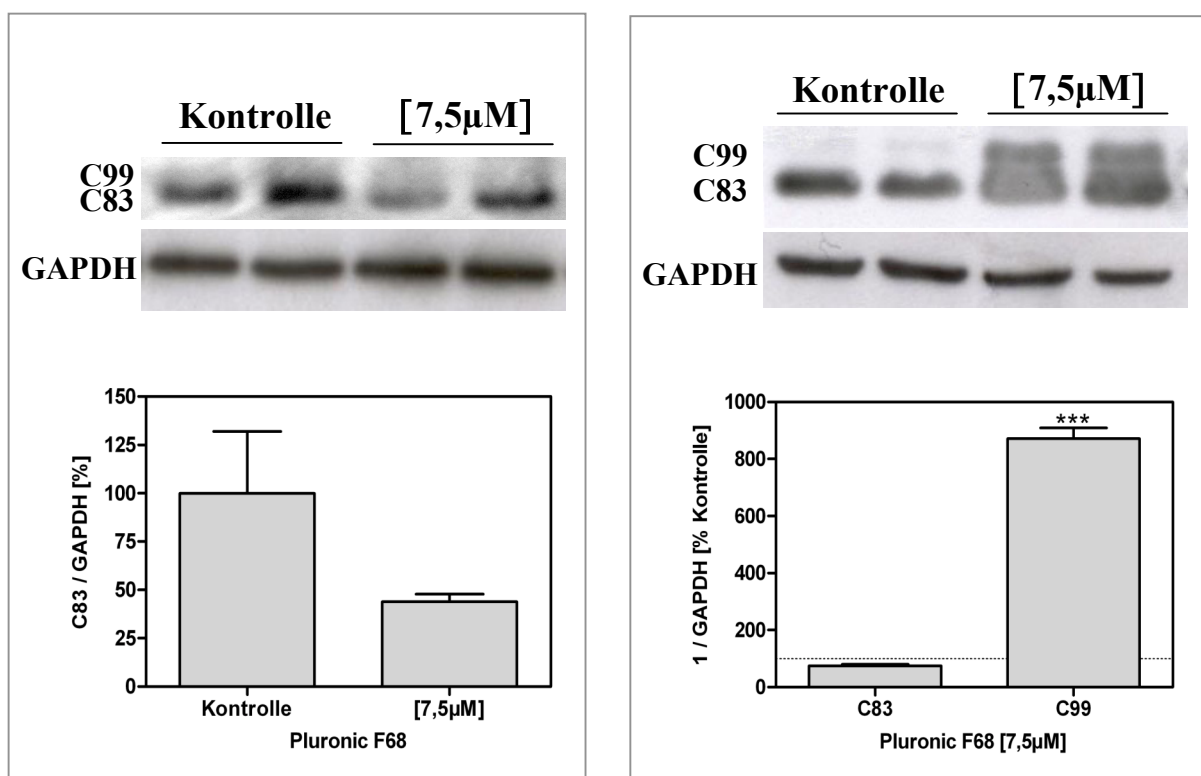 Kontrolle [7,5µM]
C99
C83
GAPDH
150
125
100
75
50
25
0
C83 / GAPDH [%]
Kontrolle [7,5µM]
Pluronic F68
Kontrolle [7,5µM]
C99
C83
GAPDH
1000
800
600
400
200
0
1 / GAPDH [% Kontrolle]
***
C83 C99
Pluronic F68 [7,5µM]